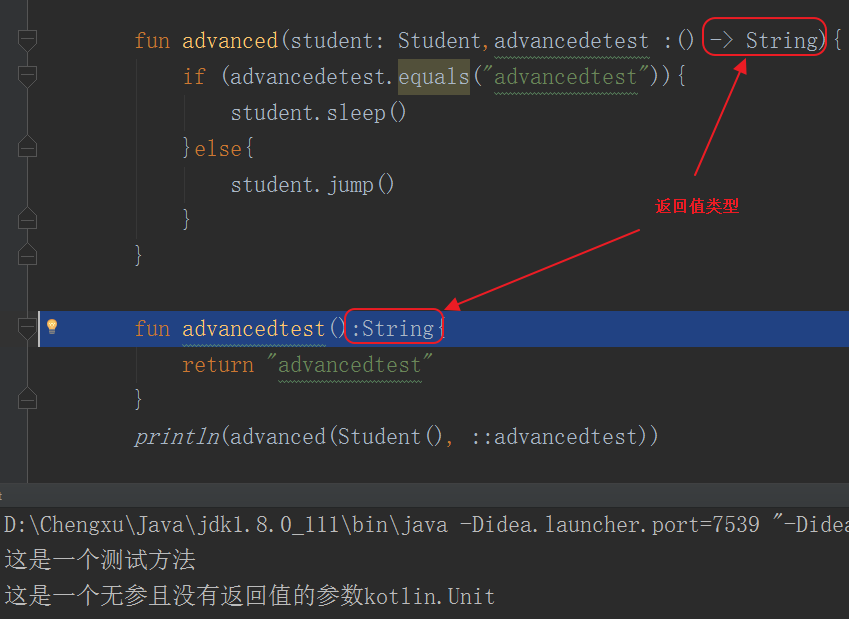 fun advanced(student: Student,advancedetest :() -> String){
if (advancedetest.equals("advancedtest")){
student.sleep()
}else{
student.jump()
}
}
返回值类型
fun advancedtest():String{
return "advancedtest"
}
println(advanced(Student(), ::advancedtest))
D:\Chengxu\Java\jdk1.8.0_111\bin\java -Didea.launcher.port=7539 "-Didea
这是一个测试方法
这是一个无参且没有返回值的参数kotlin.Unit